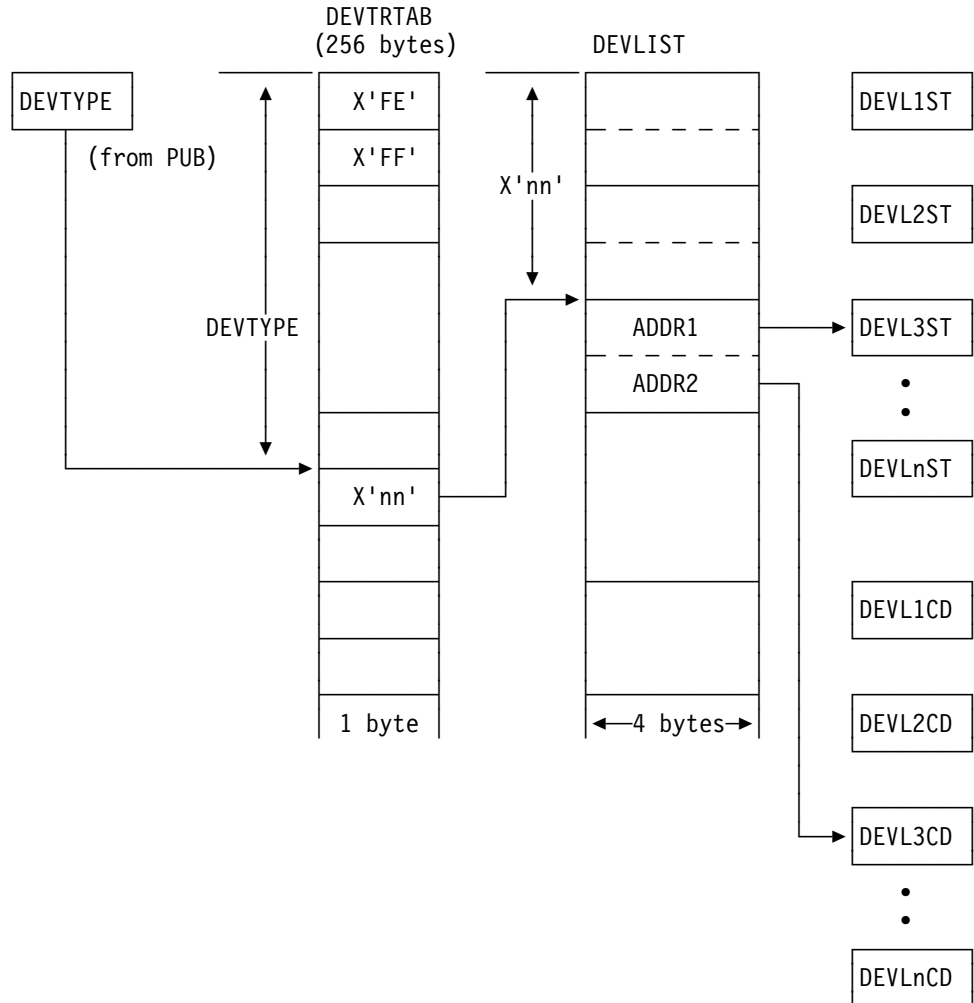 DEVTRTAB
(256 bytes) DEVLIST
DEVTYPE X'FE' DEVL1ST
(from PUB) X'FF'
X'nn'
DEVL2ST
DEVTYPE ADDR1 DEVL3ST
ADDR2
DEVLnST
X'nn'
DEVL1CD
1 byte 4 bytes DEVL2CD
DEVL3CD
DEVLnCD